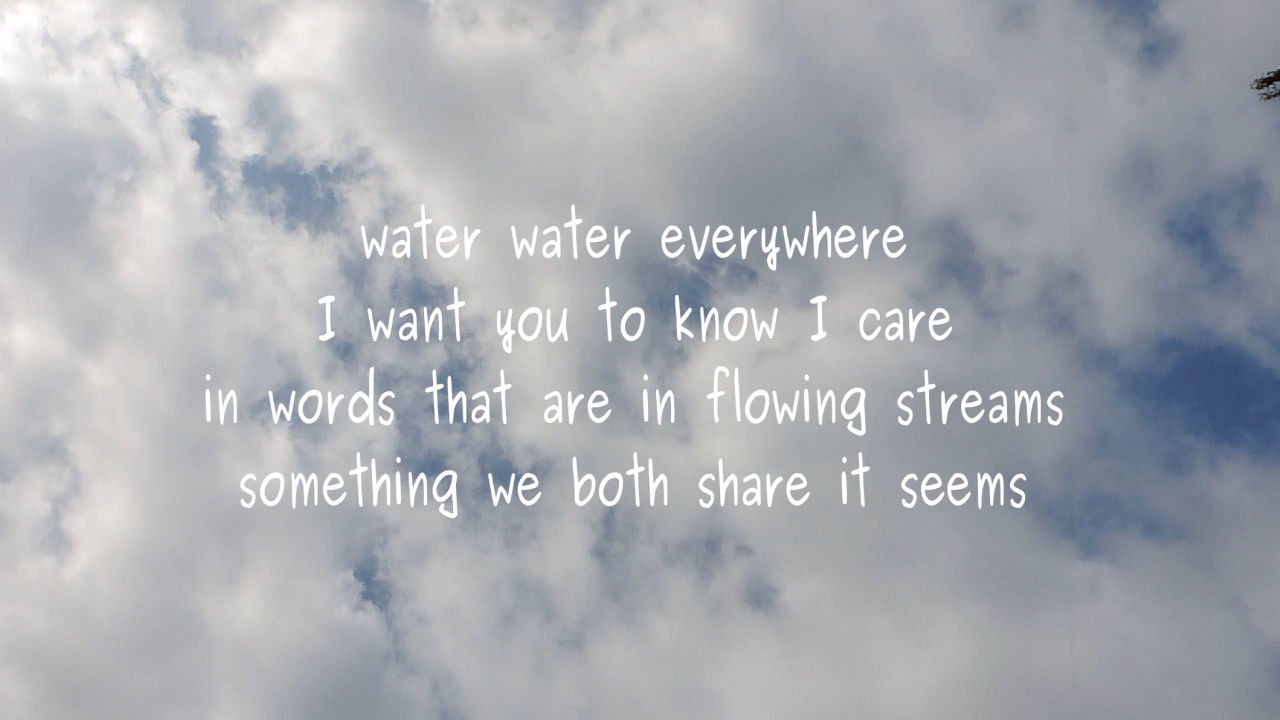 water water everywhere
I want you to know I care
in words that are in flowing streams
something we both share it seems